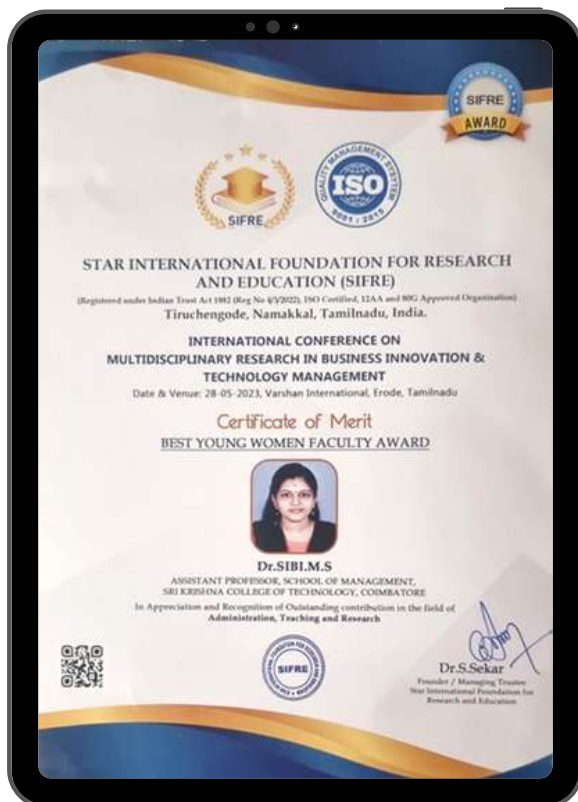 SIFRE
AWARD
SIFRE
QUALITY MANAGEMENT SYSYTEM
ISO
9001 : 2015
STAR INTERNATIONAL FOUNDATION FOR RESEARCH
AND EDUCATION (SIFRE)
(Registered under Indian Trust Act 1882 (Reg No 4/3/2022), ISO Certified, 12AA and 80G Approved Organisation)
Tiruchengode, Namakkal, Tamilnadu, India.
INTERNATIONAL CONFERENCE ON
MULTIDISCIPLINARY RESEARCH IN BUSINESS INNOVATION &
TECHNOLOGY MANAGEMENT
Date & Venue: 28-05-2023, Varshan International, Erode, Tamilnadu
Certificate of Merit
BEST YOUNG WOMEN FACULTY AWARD
Dr.SIBI.M.S
ASSISTANT PROFESSOR, SCHOOL OF MANAGEMENT,
SRI KRISHNA COLLEGE OF TECHNOLOGY, COIMBATORE
In Appreciation and Recognition of Outstanding contribution in the field of
Administration, Teaching and Research
SIFRE
Dr.S.Sekar
Founder / Managing Trustee
Star International Foundation for
Research and Education